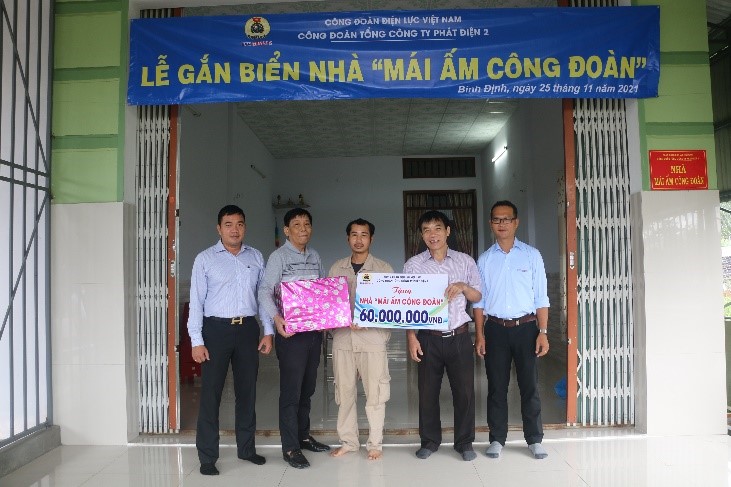 CÔNG ĐOÀN ĐIỆN LỰC VIỆT NAM
CÔNG ĐOÀN TỔNG CÔNG TY PHÁT ĐIỆN 2
LỄ GẮN BIỂN NHÀ “MÁI ẤM CÔNG ĐOÀN”
Bình Định, ngày 25 tháng 11 năm 2021
NHÀ
MÁI ẤM CÔNG ĐOÀN
Tặng
NHÀ "MÁI ẤM CÔNG ĐOÀN"
60.000.000 VNĐ